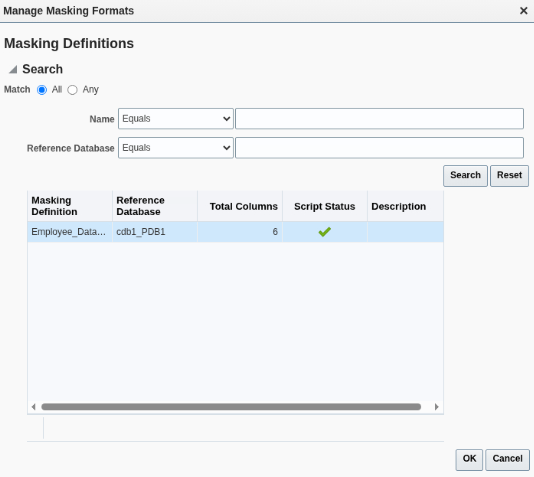 Manage Masking Formats
Masking Definitions
Search
Match All Any
Name Equals
Reference Database Equals
Search Reset
Masking Definition Reference Database Total Columns Script Status Description
Employee_Data... cdb1_PDB1 6
OK Cancel